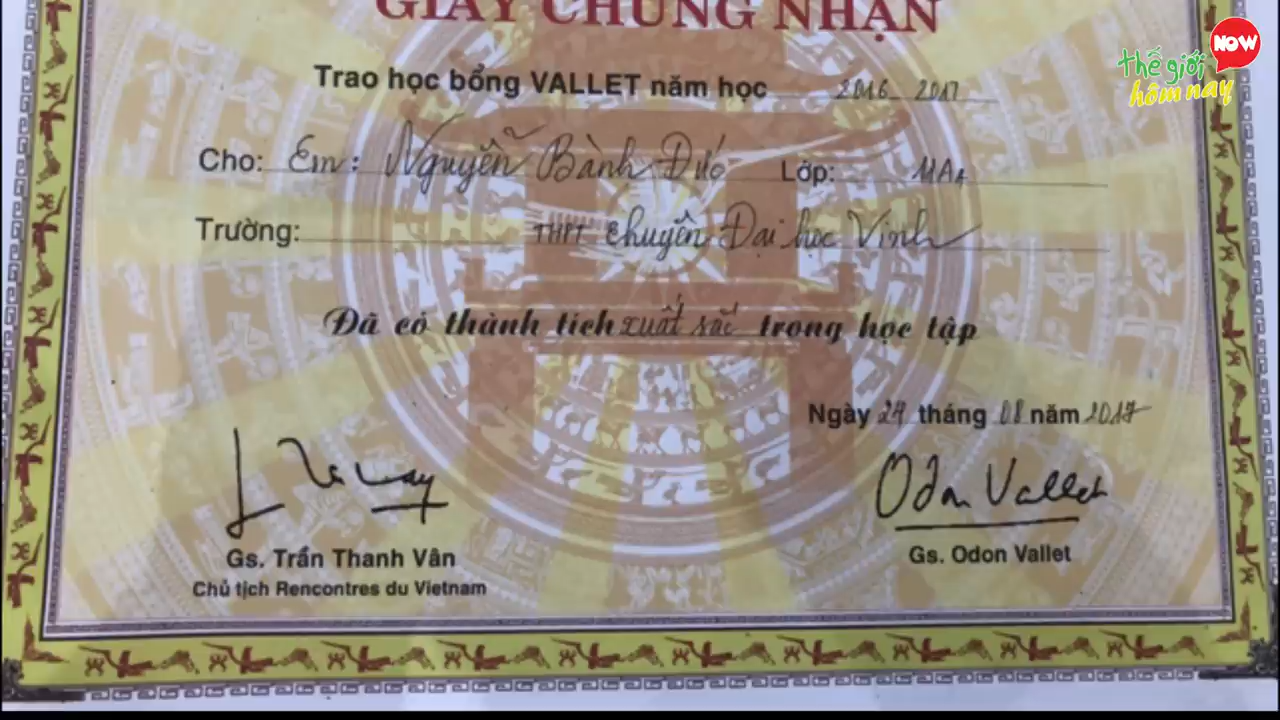 GIẤY CHỨNG NHẬN
NOW
thế giới
hôm nay
Trao học bổng VALLET năm học 2016 2017
Cho: Em: Nguyễn Bành Đức Lớp: 11A4
Trường: THPT Chuyên Đại học Vinh
Đã có thành tích xuất sắc trong học tập
Ngày 24 tháng 08 năm 2017
Odon Vallet
Gs. Trần Thanh Vân
Gs. Odon Vallet
Chủ tịch Rencontres du Vietnam